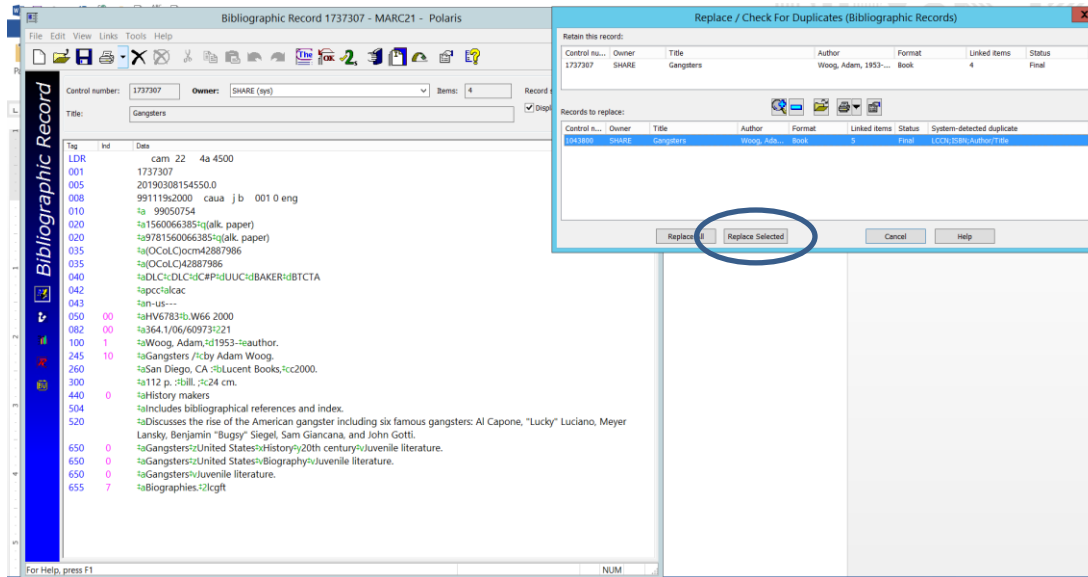 Bibliographic Record 1737307 - MARC21 - Polaris
File Edit View Links Tools Help
Control number: 1737307 Owner: SHARE (sys) Items: 4 Record
Title: Gangsters
Bibliographic Record
Tag Ind Data
LDR cam 22 4a 4500
001 1737307
005 20190308154550.0
008 991119s2000 caua j b 001 0 eng
010 ‡a 99050754
020 ‡a1560066385‡q(alk. paper)
020 ‡a9781560066385‡q(alk. paper)
035 ‡a(OCoLC)ocm42887986
035 ‡a(OCoLC)42887986
040 ‡aDLC‡cDLC‡dC#P‡dUUC‡dBAKER‡dBTCTA
042 ‡apcc‡alcac
043 ‡an-us---
050 00 ‡aHV6783‡b.W66 2000
082 00 ‡a364.1/06/60973‡221
100 1 ‡aWoog, Adam,‡d1953-‡eauthor.
245 10 ‡aGangsters /‡cby Adam Woog.
260 ‡aSan Diego, CA :‡bLucent Books,‡cc2000.
300 ‡a112 p. :‡bill. ;‡c24 cm.
440 0 ‡aHistory makers
504 ‡aIncludes bibliographical references and index.
520 ‡aDiscusses the rise of the American gangster including six famous gangsters: Al Capone, "Lucky" Luciano, Meyer
Lansky, Benjamin "Bugsy" Siegel, Sam Giancana, and John Gotti.
650 0 ‡aGangsters‡zUnited States‡xHistory‡y20th century‡vJuvenile literature.
650 0 ‡aGangsters‡zUnited States‡vBiography‡vJuvenile literature.
650 0 ‡aGangsters‡vJuvenile literature.
655 7 ‡aBiographies.‡2lcgft
For Help, press F1 NUM
Replace / Check For Duplicates (Bibliographic Records)
Retain this record:
Control nu... Owner Title Author Format Linked items Status
1737307 SHARE Gangsters Woog, Adam, 1953-... Book 4 Final
Records to replace:
Control n... Owner Title Author Format Linked items Status System-detected duplicate
1043800 SHARE Gangsters Woog, Ada... Book 5 Final LCCN;ISBN;Author/Title
Replace All Replace Selected Cancel Help